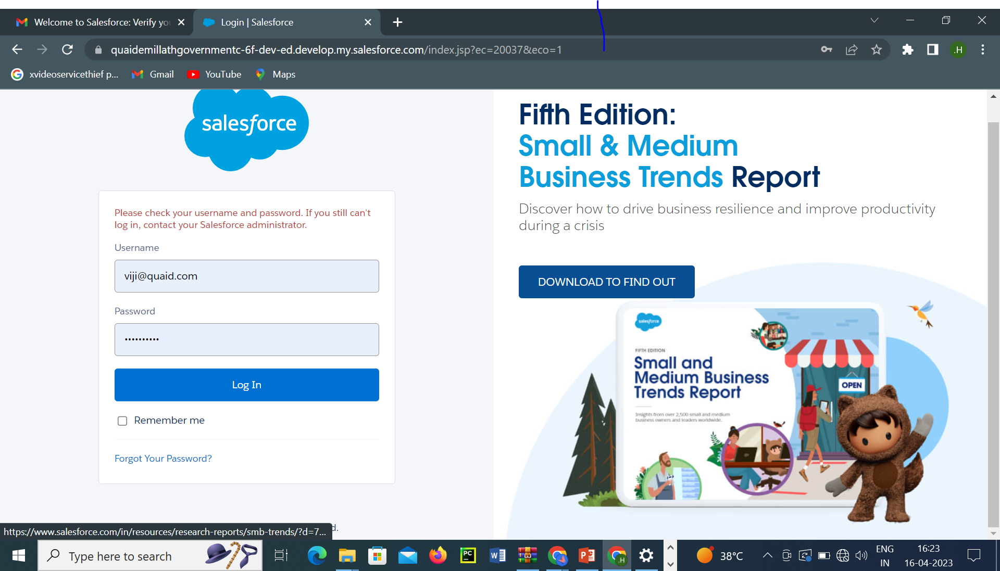 Welcome to Salesforce: Verify you
Login | Salesforce
quaidemillathgovernmentc-6f-dev-ed.develop.my.salesforce.com/index.jsp?ec=20037&eco=1
.H
xvideoservicethief p...
Gmail
YouTube
Maps
salesforce
Please check your username and password. If you still can't
log in, contact your Salesforce administrator.
Username
viji@quaid.com
Password
Log In
Remember me
Forgot Your Password?
d.
https://www.salesforce.com/in/resources/research-reports/smb-trends/?d=7...
Fifth Edition:
Small & Medium
Business Trends Report
Discover how to drive business resilience and improve productivity
during a crisis
DOWNLOAD TO FIND OUT
salesforce
FIFTH EDITION
Small and
Medium Business
Trends Report
Insights from over 2,500 small and medium
business owners and leaders worldwide.
OPEN
Type here to search
PC
W
P
.H
38°C
ENG
IN
16:23
16-04-2023